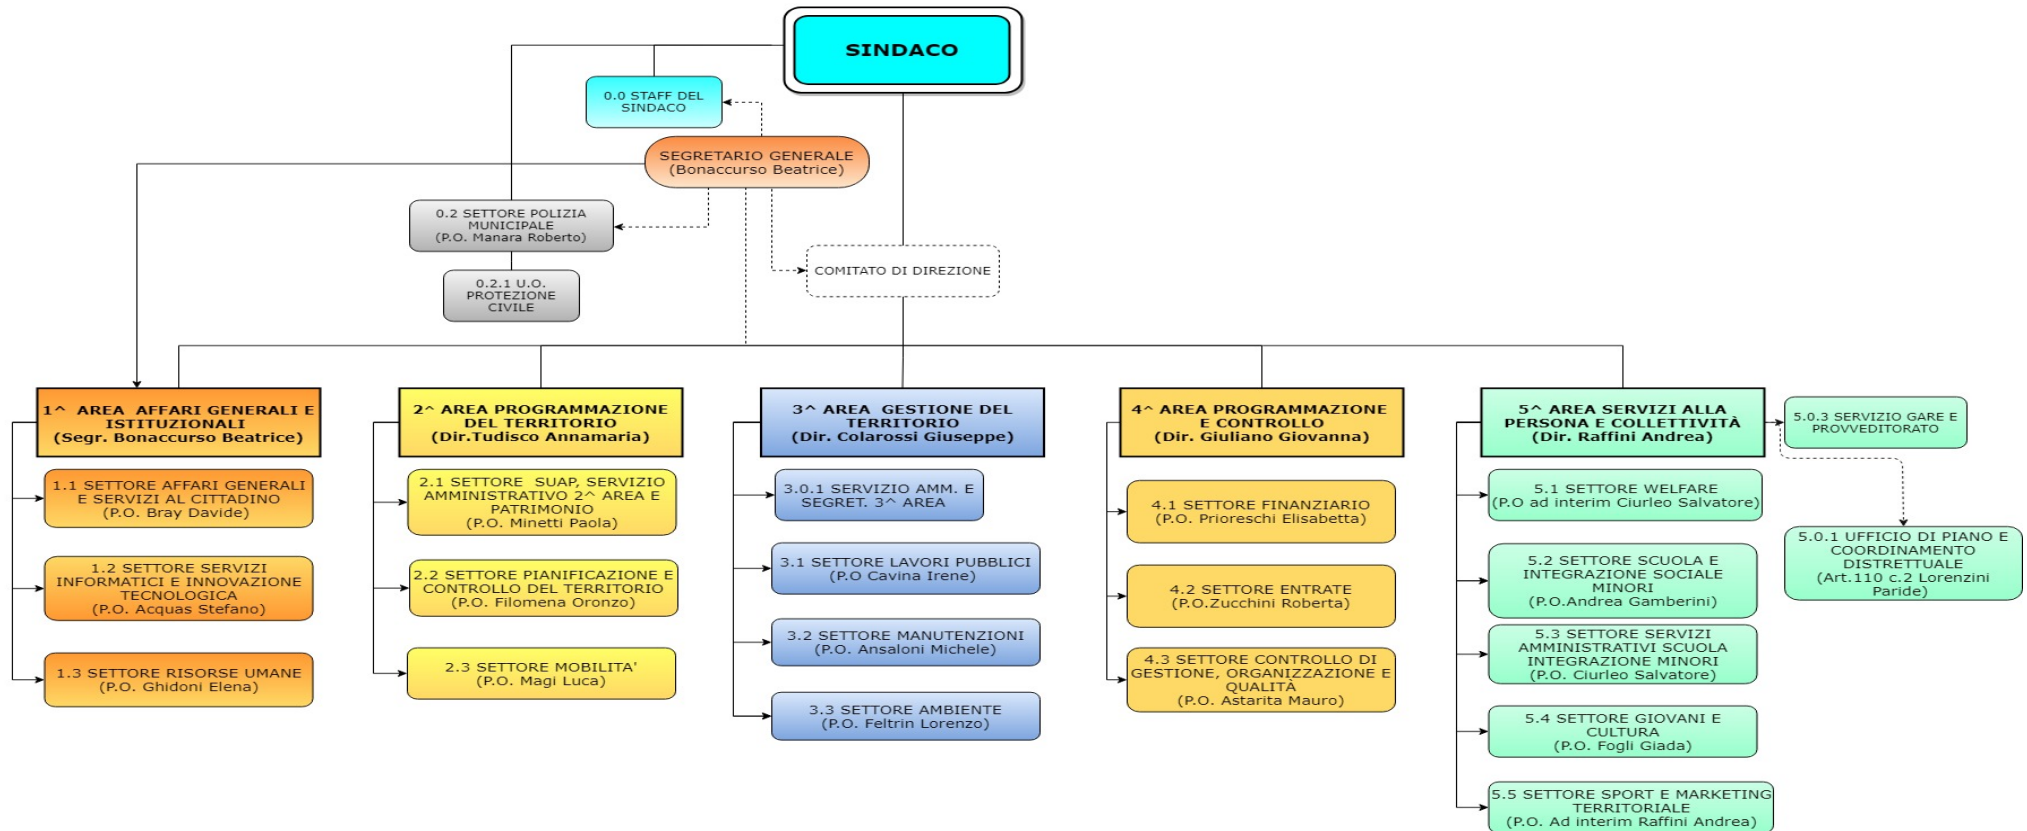 SINDACO
0.0 STAFF DEL
SINDACO
SEGRETARIO GENERALE
(Bonaccurso Beatrice)
0.2 SETTORE POLIZIA
MUNICIPALE
(P.O. Manara Roberto)
COMITATO DI DIREZIONE
0.2.1 U.O.
PROTEZIONE
CIVILE
1^ AREA AFFARI GENERALI E
ISTITUZIONALI
(Segr. Bonaccurso Beatrice)
1.1 SETTORE AFFARI GENERALI
E SERVIZI AL CITTADINO
(P.O. Bray Davide)
1.2 SETTORE SERVIZI
INFORMATICI E INNOVAZIONE
TECNOLOGICA
(P.O. Acquas Stefano)
1.3 SETTORE RISORSE UMANE
(P.O. Ghidoni Elena)
2^ AREA PROGRAMMAZIONE
DEL TERRITORIO
(Dir.Tudisco Annamaria)
2.1 SETTORE SUAP, SERVIZIO
AMMINISTRATIVO 2^ AREA E
PATRIMONIO
(P.O. Minetti Paola)
2.2 SETTORE PIANIFICAZIONE E
CONTROLLO DEL TERRITORIO
(P.O. Filomena Oronzo)
2.3 SETTORE MOBILITA'
(P.O. Magi Luca)
3^ AREA GESTIONE DEL
TERRITORIO
(Dir. Colarossi Giuseppe)
3.0.1 SERVIZIO AMM. E
SEGRET. 3^ AREA
3.1 SETTORE LAVORI PUBBLICI
(P.O Cavina Irene)
3.2 SETTORE MANUTENZIONI
(P.O. Ansaloni Michele)
3.3 SETTORE AMBIENTE
(P.O. Feltrin Lorenzo)
4^ AREA PROGRAMMAZIONE
E CONTROLLO
(Dir. Giuliano Giovanna)
4.1 SETTORE FINANZIARIO
(P.O. Prioreschi Elisabetta)
4.2 SETTORE ENTRATE
(P.O.Zucchini Roberta)
4.3 SETTORE CONTROLLO DI
GESTIONE, ORGANIZZAZIONE E
QUALITÀ
(P.O. Astarita Mauro)
5^ AREA SERVIZI ALLA
PERSONA E COLLETTIVITÀ
(Dir. Raffini Andrea)
5.0.3 SERVIZIO GARE E
PROVVEDITORATO
5.0.1 UFFICIO DI PIANO E
COORDINAMENTO
DISTRETTUALE
(Art.110 c.2 Lorenzini
Paride)
5.1 SETTORE WELFARE
(P.O ad interim Ciurleo Salvatore)
5.2 SETTORE SCUOLA E
INTEGRAZIONE SOCIALE
MINORI
(P.O.Andrea Gamberini)
5.3 SETTORE SERVIZI
AMMINISTRATIVI SCUOLA
INTEGRAZIONE MINORI
(P.O. Ciurleo Salvatore)
5.4 SETTORE GIOVANI E
CULTURA
(P.O. Fogli Giada)
5.5 SETTORE SPORT E MARKETING
TERRITORIALE
(P.O. Ad interim Raffini Andrea)